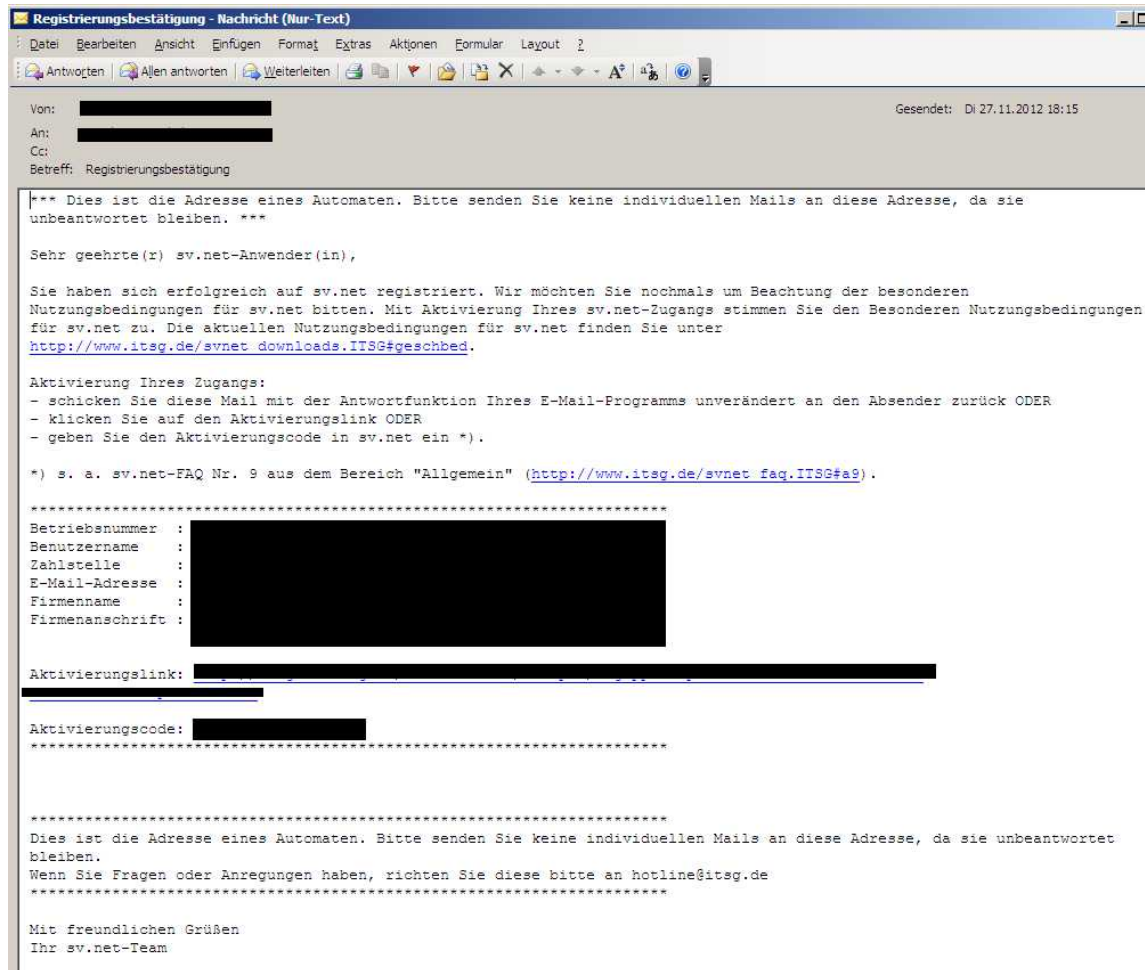 Registrierungsbestätigung - Nachricht (Nur-Text)
Datei Bearbeiten Ansicht Einfügen Format Extras Aktionen Formular Layout ?
Antworten Allen antworten Weiterleiten
Von:
Gesendet: Di 27.11.2012 18:15
An:
Cc:
Betreff: Registrierungsbestätigung
*** Dies ist die Adresse eines Automaten. Bitte senden Sie keine individuellen Mails an diese Adresse, da sie
unbeantwortet bleiben. ***
Sehr geehrte(r) sv.net-Anwender(in),
Sie haben sich erfolgreich auf sv.net registriert. Wir möchten Sie nochmals um Beachtung der besonderen
Nutzungsbedingungen für sv.net bitten. Mit Aktivierung Ihres sv.net-Zugangs stimmen Sie den Besonderen Nutzungsbedingungen
für sv.net zu. Die aktuellen Nutzungsbedingungen für sv.net finden Sie unter
http://www.itsg.de/svnet_downloads.ITSG#geschbed.
Aktivierung Ihres Zugangs:
- schicken Sie diese Mail mit der Antwortfunktion Ihres E-Mail-Programms unverändert an den Absender zurück ODER
- klicken Sie auf den Aktivierungslink ODER
- geben Sie den Aktivierungscode in sv.net ein *).
*) s. a. sv.net-FAQ Nr. 9 aus dem Bereich "Allgemein" (http://www.itsg.de/svnet_faq.ITSG#a9).
**********************************************************************
Betriebsnummer :
Benutzername :
Zahlstelle :
E-Mail-Adresse :
Firmenname :
Firmenanschrift :
Aktivierungslink:
Aktivierungscode:
**********************************************************************
**********************************************************************
Dies ist die Adresse eines Automaten. Bitte senden Sie keine individuellen Mails an diese Adresse, da sie unbeantwortet
bleiben.
Wenn Sie Fragen oder Anregungen haben, richten Sie diese bitte an hotline@itsg.de
**********************************************************************
Mit freundlichen Grüßen
Ihr sv.net-Team